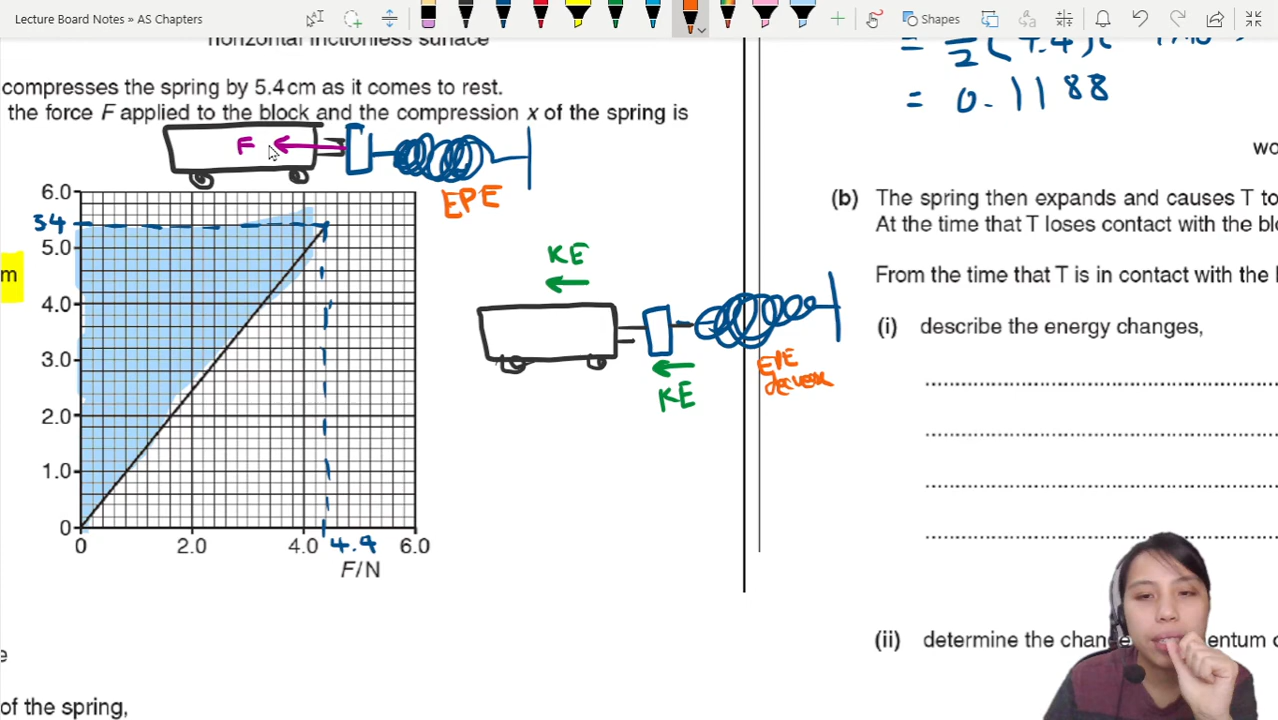 Lecture Board Notes » AS Chapters
Shapes
horizontal frictionless surface
compresses the spring by 5.4 cm as it comes to rest.
the force F applied to the block and the compression x of the spring is
F
EPE
6.0
54
5.0
m
4.0
3.0
2.0
1.0
0
0 2.0 4.0 4.4 6.0
F/N
KE
KE
EPE
of the spring,
= 0.1188
wo
(b) The spring then expands and causes T to
At the time that T loses contact with the blo
From the time that T is in contact with the
(i) describe the energy changes,
(ii) determine the change